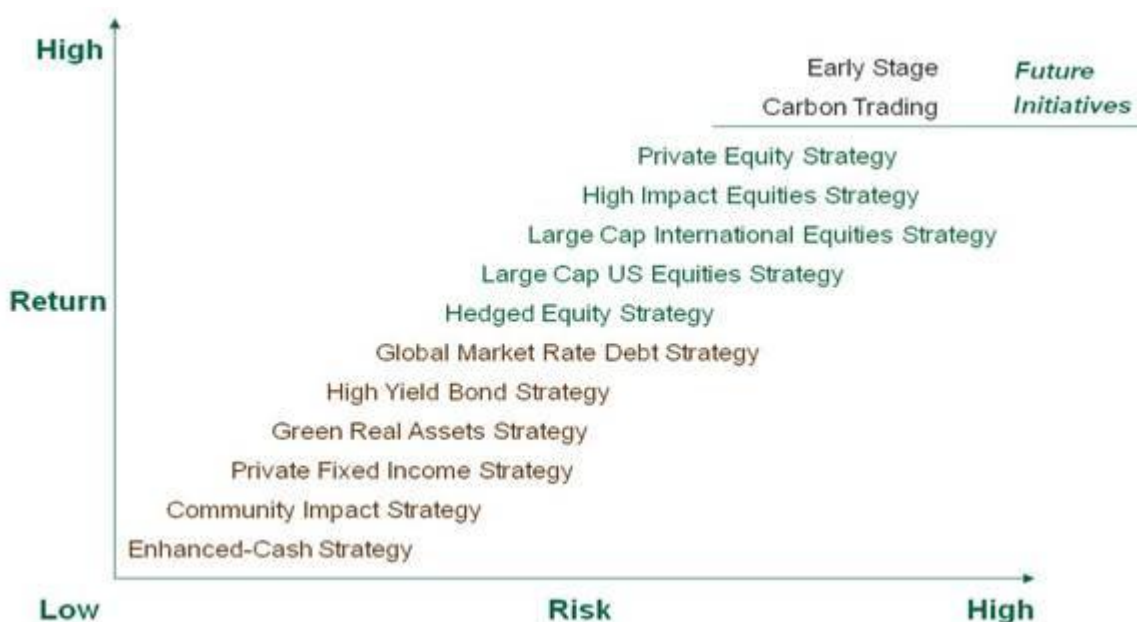 High
Early Stage
Future
Carbon Trading
Initiatives
Private Equity Strategy
High Impact Equities Strategy
Large Cap International Equities Strategy
Large Cap US Equities Strategy
Return
Hedged Equity Strategy
Global Market Rate Debt Strategy
High Yield Bond Strategy
Green Real Assets Strategy
Private Fixed Income Strategy
Community Impact Strategy
Enhanced-Cash Strategy
Low
Risk
High